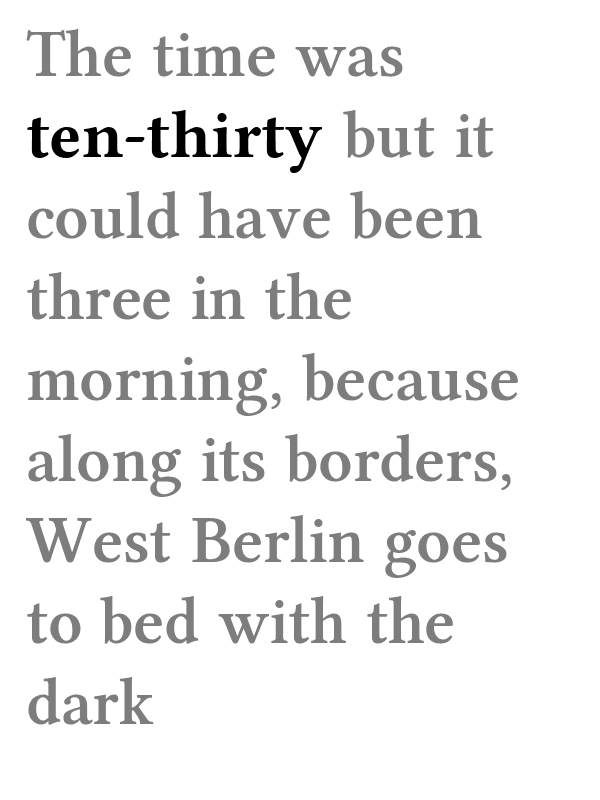 The time was
ten-thirty but it
could have been
three in the
morning, because
along its borders,
West Berlin goes
to bed with the
dark